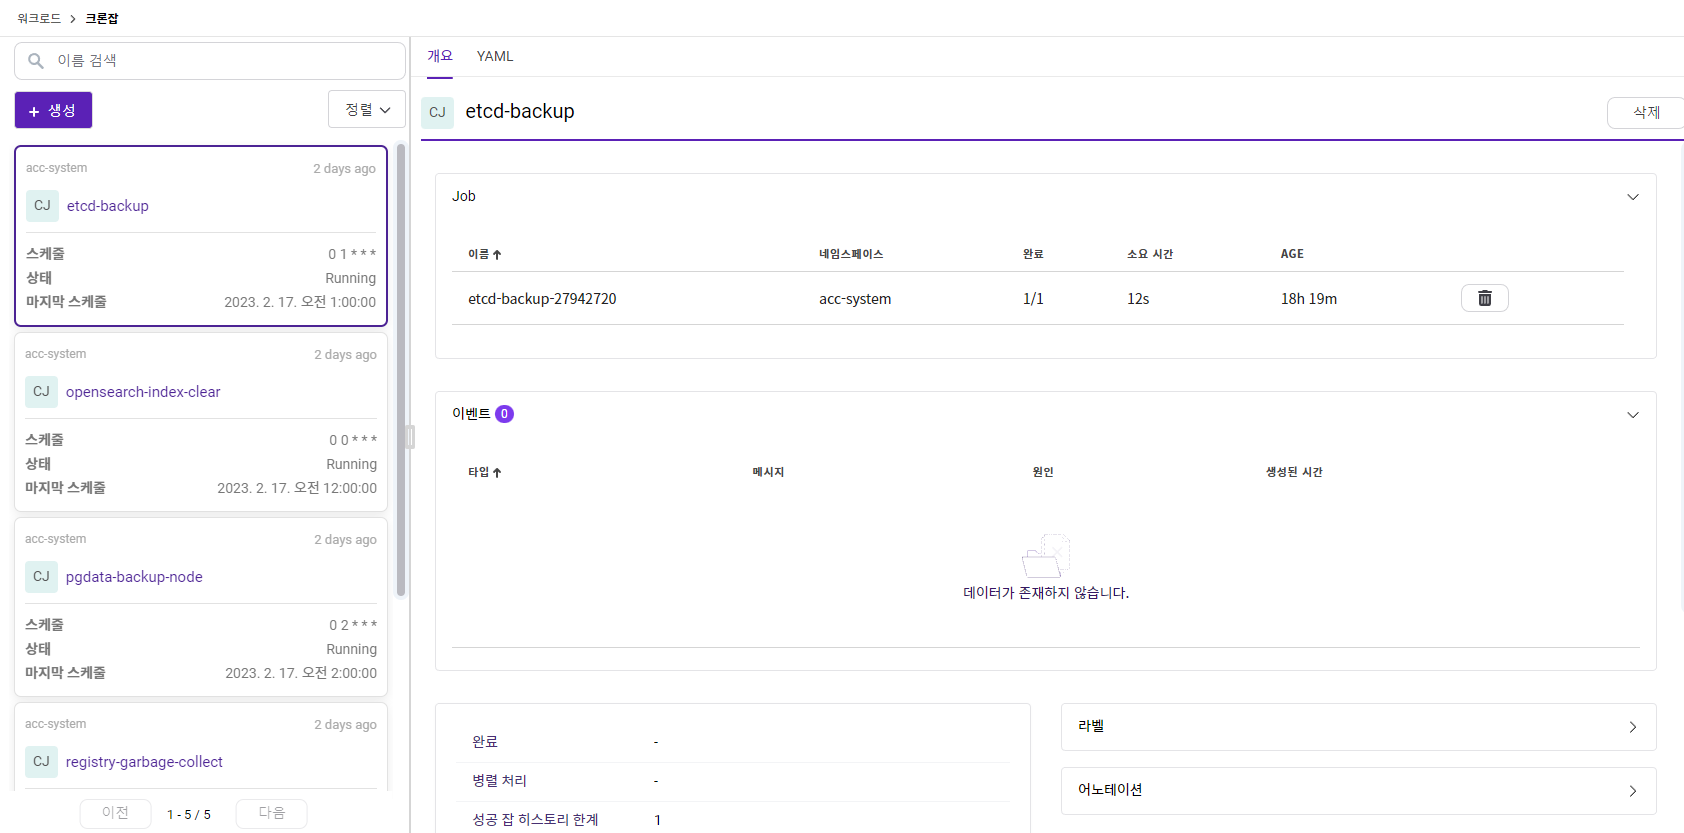 워크로드 > 크론잡
이름 검색
+ 생성
정렬
acc-system 2 days ago
CJ etcd-backup
스케줄 0 1 * * *
상태 Running
마지막 스케줄 2023. 2. 17. 오전 1:00:00
acc-system 2 days ago
CJ opensearch-index-clear
스케줄 0 0 * * *
상태 Running
마지막 스케줄 2023. 2. 17. 오전 12:00:00
acc-system 2 days ago
CJ pgdata-backup-node
스케줄 0 2 * * *
상태 Running
마지막 스케줄 2023. 2. 17. 오전 2:00:00
acc-system 2 days ago
CJ registry-garbage-collect
이전 1 - 5 / 5 다음
개요 YAML
CJ etcd-backup 삭제
Job
이름 네임스페이스 완료 소요 시간 AGE
etcd-backup-27942720 acc-system 1/1 12s 18h 19m
이벤트 0
타입 메시지 원인 생성된 시간
데이터가 존재하지 않습니다.
완료 -
병렬 처리 -
성공 잡 히스토리 한계 1
라벨
어노테이션